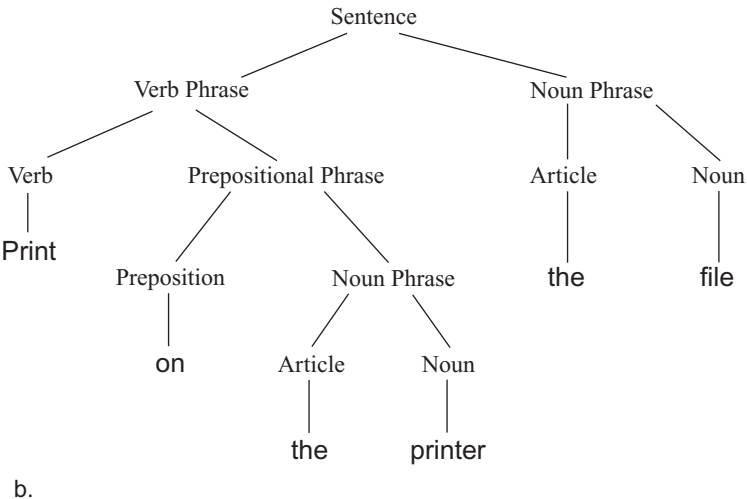 Sentence
Verb Phrase Noun Phrase
Verb Prepositional Phrase Article Noun
Print
Preposition Noun Phrase the file
on Article Noun
the printer
b.